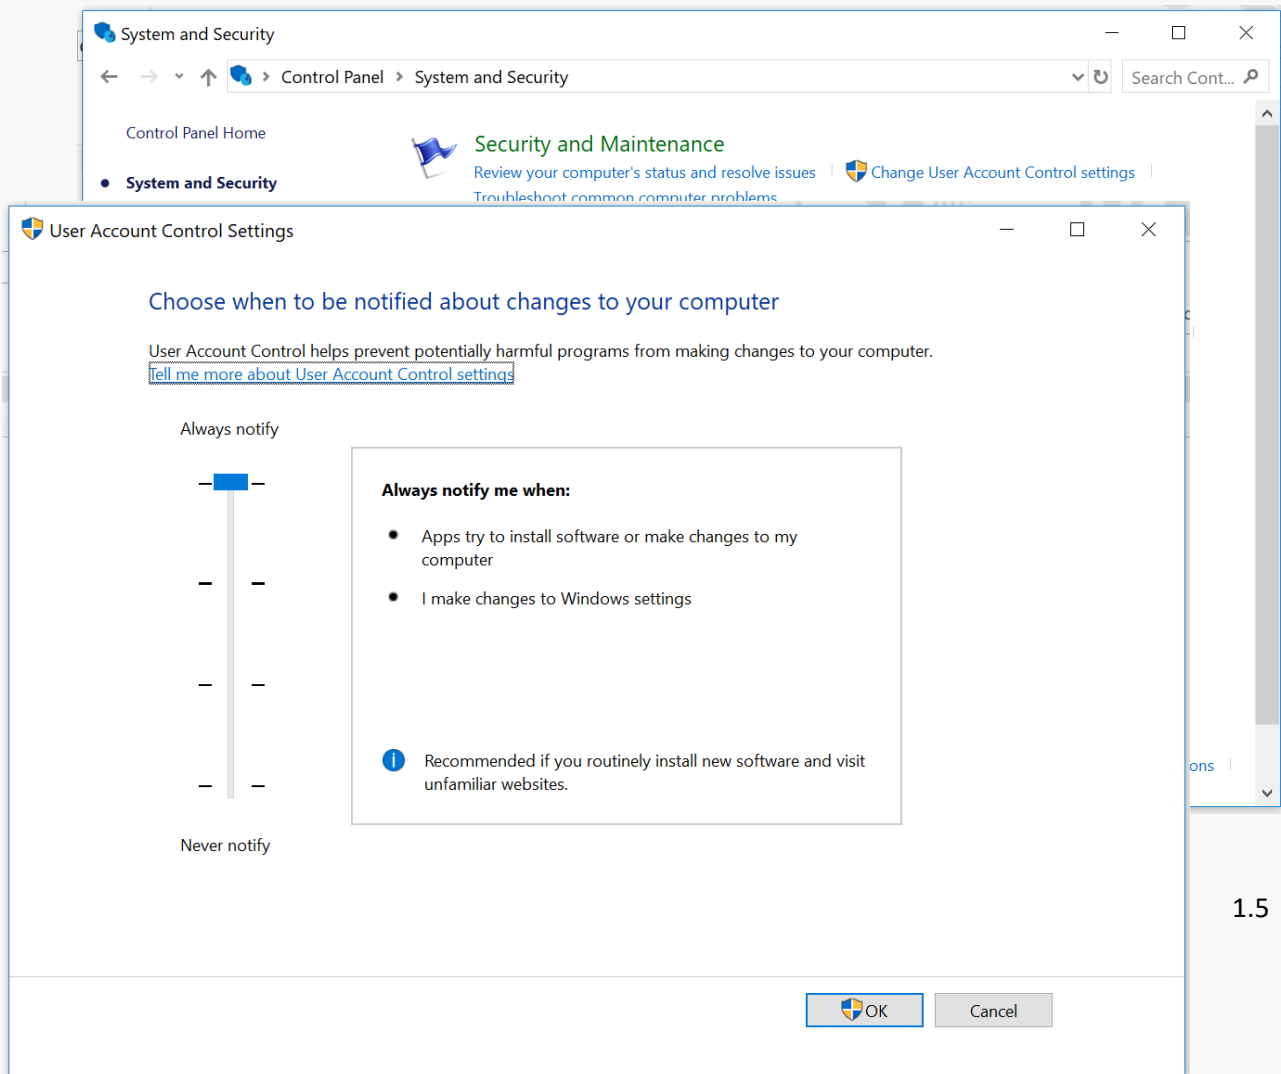 System and Security
Control Panel > System and Security
Search Cont...
Control Panel Home
System and Security
Security and Maintenance
Review your computer's status and resolve issues
Change User Account Control settings
Troubleshoot common computer problems
User Account Control Settings
Choose when to be notified about changes to your computer
User Account Control helps prevent potentially harmful programs from making changes to your computer.
Tell me more about User Account Control settings
Always notify
Always notify me when:
Apps try to install software or make changes to my
computer
I make changes to Windows settings
Recommended if you routinely install new software and visit
unfamiliar websites.
ons
Never notify
1.5
OK
Cancel